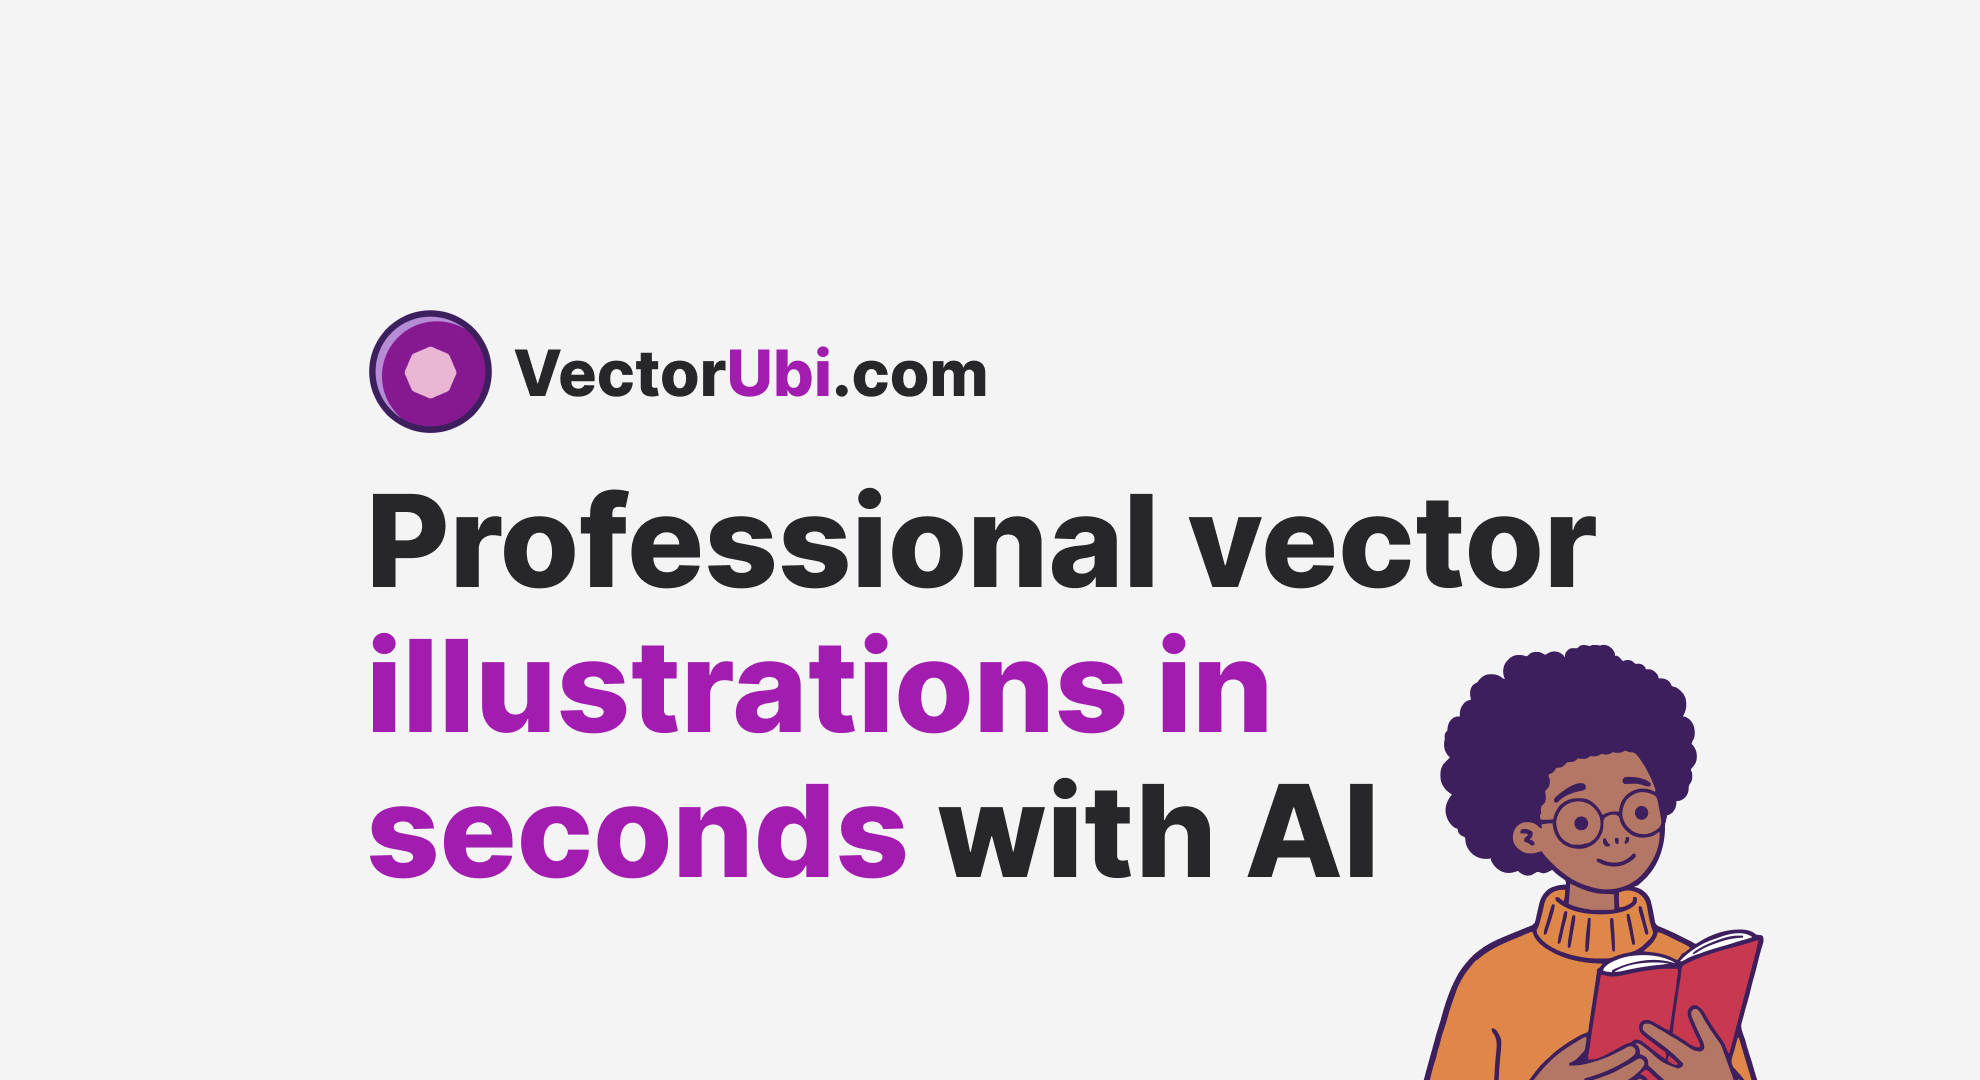 VectorUbi.com
Professional vector
illustrations in
seconds with AI